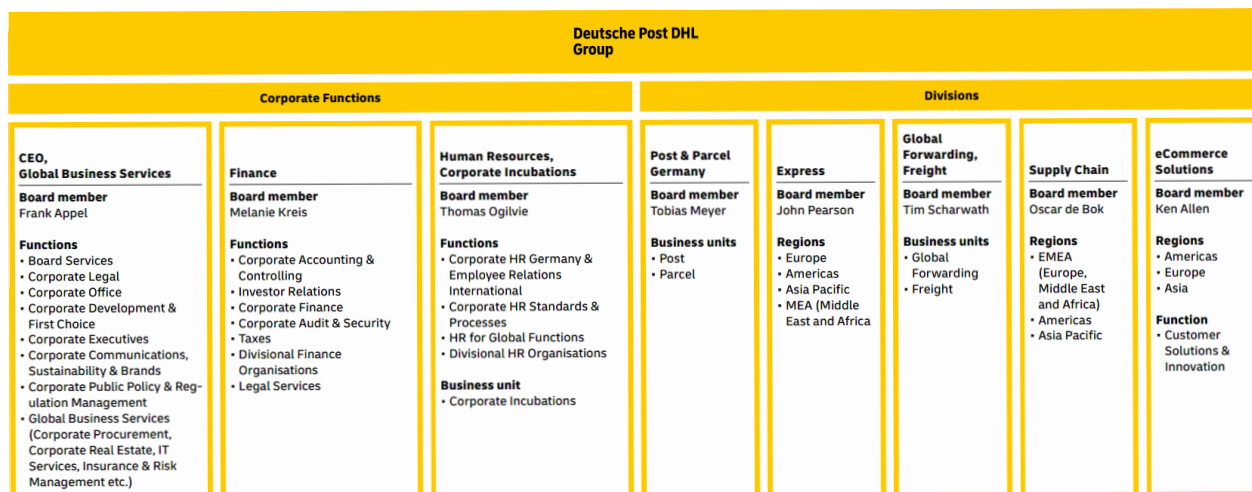 Deutsche Post DHL
Group
Corporate Functions
Divisions
CEO,
Global Business Services
Board member
Frank Appel
Functions
• Board Services
• Corporate Legal
• Corporate Office
• Corporate Development &
First Choice
• Corporate Executives
• Corporate Communications,
Sustainability & Brands
• Corporate Public Policy & Reg-
ulation Management
• Global Business Services
(Corporate Procurement,
Corporate Real Estate, IT
Services, Insurance & Risk
Management etc.)
Finance
Board member
Melanie Kreis
Functions
• Corporate Accounting &
Controlling
• Investor Relations
• Corporate Finance
• Corporate Audit & Security
• Taxes
• Divisional Finance
Organisations
• Legal Services
Human Resources,
Corporate Incubations
Board member
Thomas Ogilvie
Functions
• Corporate HR Germany &
Employee Relations
International
• Corporate HR Standards &
Processes
• HR for Global Functions
• Divisional HR Organisations
Business unit
• Corporate Incubations
Post & Parcel
Germany
Board member
Tobias Meyer
Business units
• Post
• Parcel
Express
Board member
John Pearson
Regions
• Europe
• Americas
• Asia Pacific
• MEA (Middle
East and Africa
Global
Forwarding,
Freight
Board member
Tim Scharwath
Business units
• Global
Forwarding
• Freight
Supply Chain
Board member
Oscar de Bok
Regions
• EMEA
(Europe,
Middle East
and Africa)
• Americas
• Asia Pacific
eCommerce
Solutions
Board member
Ken Allen
Regions
• Americas
• Europe
• Asia
Function
• Customer
Solutions &
Innovation